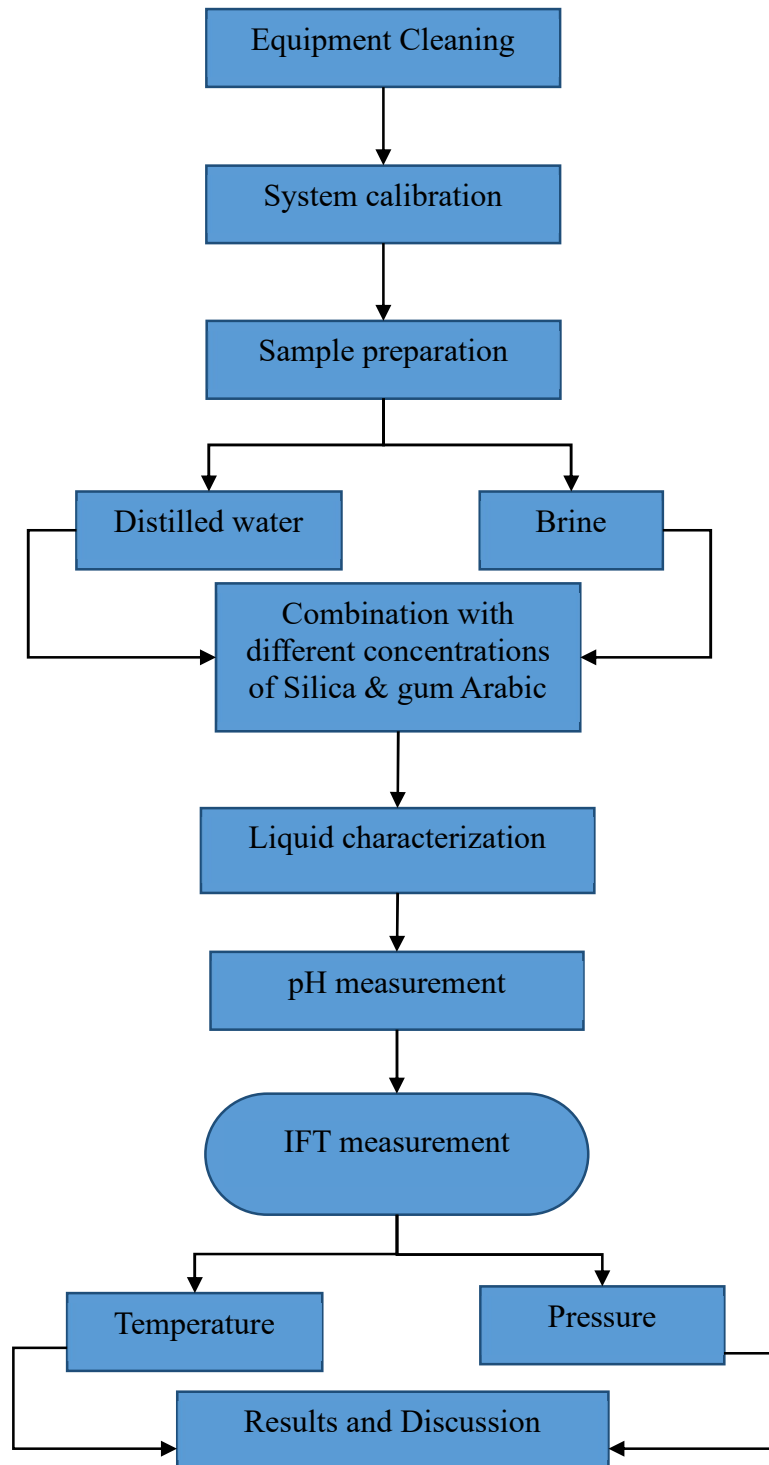 Equipment Cleaning
System calibration
Sample preparation
Distilled water
Brine
Combination with
different concentrations
of Silica & gum Arabic
Liquid characterization
pH measurement
IFT measurement
Temperature
Pressure
Results and Discussion